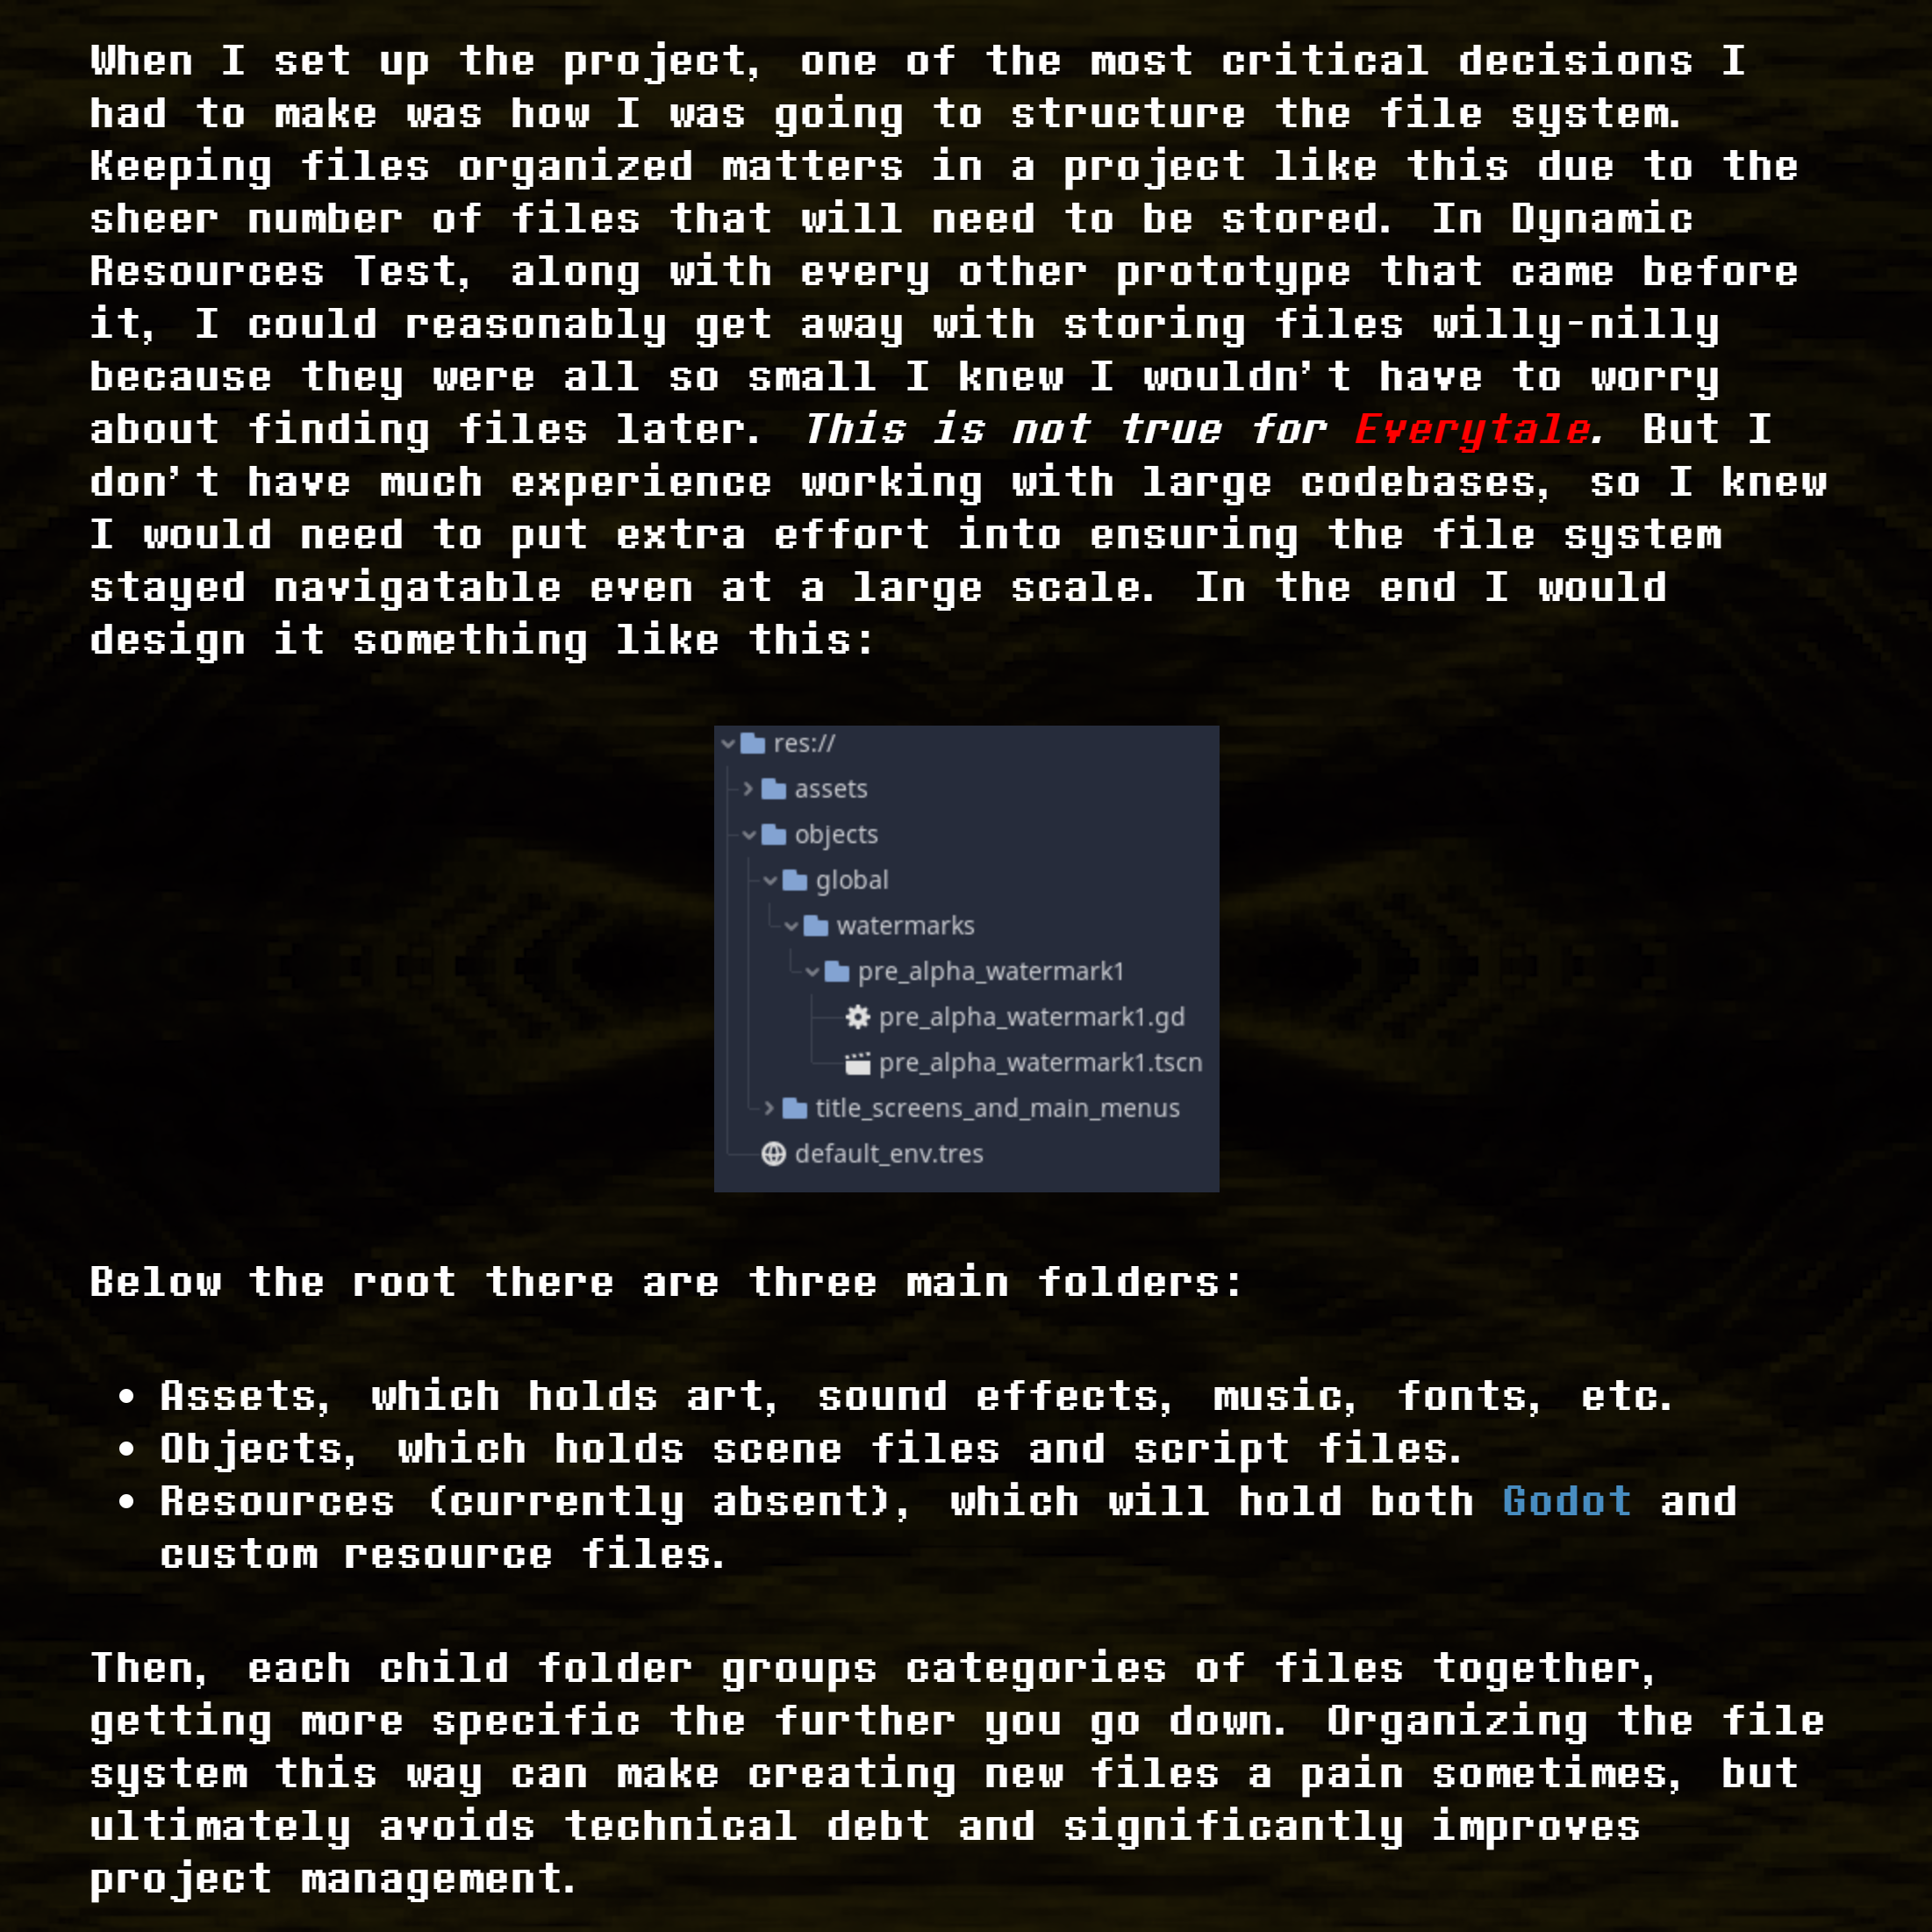 When I set up the project, one of the most critical decisions I
had to make was how I was going to structure the file system.
Keeping files organized matters in a project like this due to the
sheer number of files that will need to be stored. In Dynamic
Resources Test, along with every other prototype that came before
it, I could reasonably get away with storing files willy-nilly
because they were all so small I knew I wouldn't have to worry
about finding files later. This is not true for Everytale. But I
don't have much experience working with large codebases, so I knew
I would need to put extra effort into ensuring the file system
stayed navigatable even at a large scale. In the end I would
design it something like this:
res://
assets
objects
global
watermarks
pre_alpha_watermark1
pre_alpha_watermark1.gd
pre_alpha_watermark1.tscn
title_screens_and_main_menus
default_env.tres
Below the root there are three main folders:
• Assets, which holds art, sound effects, music, fonts, etc.
• Objects, which holds scene files and script files.
• Resources (currently absent), which will hold both Godot and
custom resource files.
Then, each child folder groups categories of files together,
getting more specific the further you go down. Organizing the file
system this way can make creating new files a pain sometimes, but
ultimately avoids technical debt and significantly improves
project management.